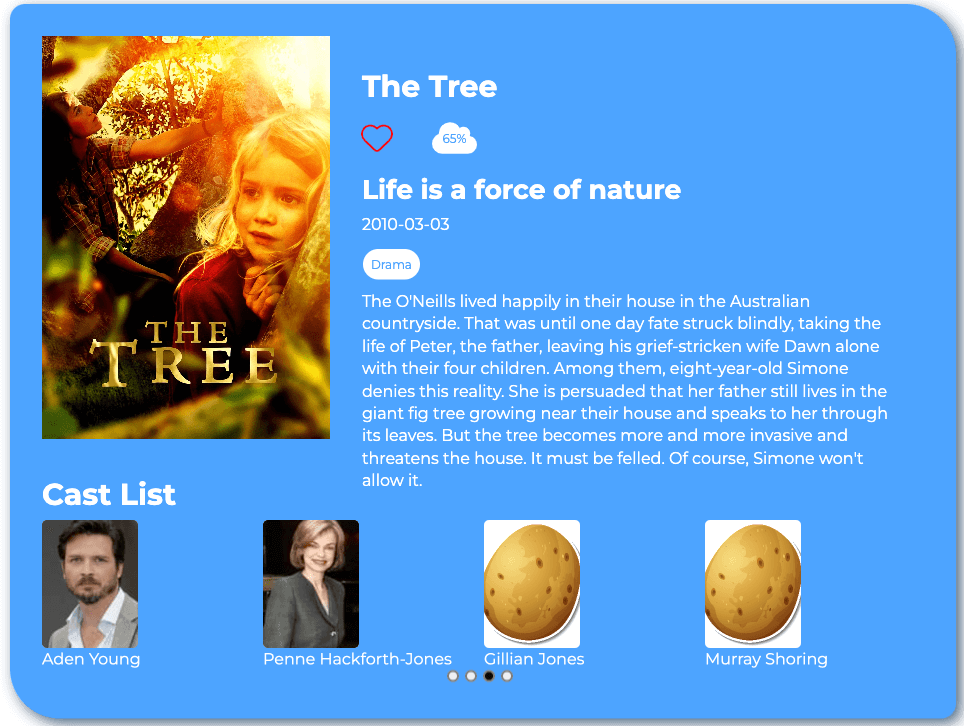 THE
TREE
The Tree
65%
Life is a force of nature
2010-03-03
Drama
The O'Neills lived happily in their house in the Australian
countryside. That was until one day fate struck blindly, taking the
life of Peter, the father, leaving his grief-stricken wife Dawn alone
with their four children. Among them, eight-year-old Simone
denies this reality. She is persuaded that her father still lives in the
giant fig tree growing near their house and speaks to her through
its leaves. But the tree becomes more and more invasive and
threatens the house. It must be felled. Of course, Simone won't
allow it.
Cast List
Aden Young
Penne Hackforth-Jones
Gillian Jones
Murray Shoring